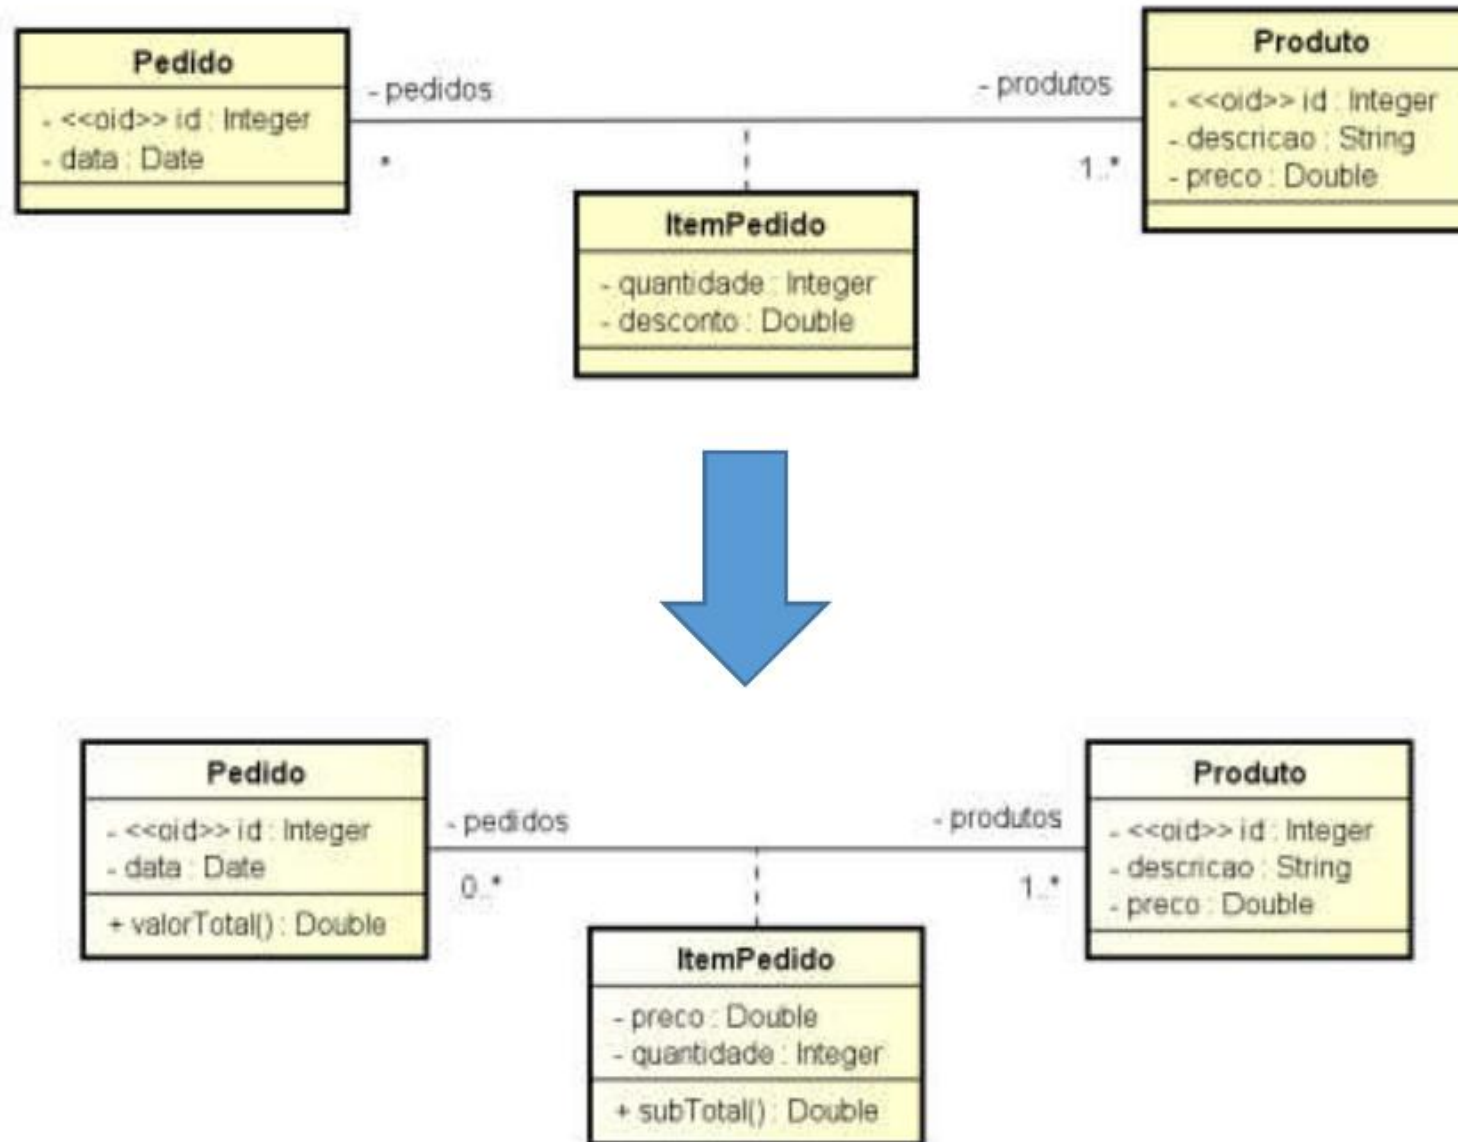 Pedido
- <<oid>> id : Integer
- data : Date
- pedidos
*
- produtos
1..*
Produto
- <<oid>> id : Integer
- descricao : String
- preco : Double
ItemPedido
- quantidade : Integer
- desconto : Double
Pedido
- <<oid>> id : Integer
- data : Date
+ valorTotal() : Double
- pedidos
0..*
- produtos
1..*
Produto
- <<oid>> id : Integer
- descricao : String
- preco : Double
ItemPedido
- preco : Double
- quantidade : Integer
+ subTotal() : Double